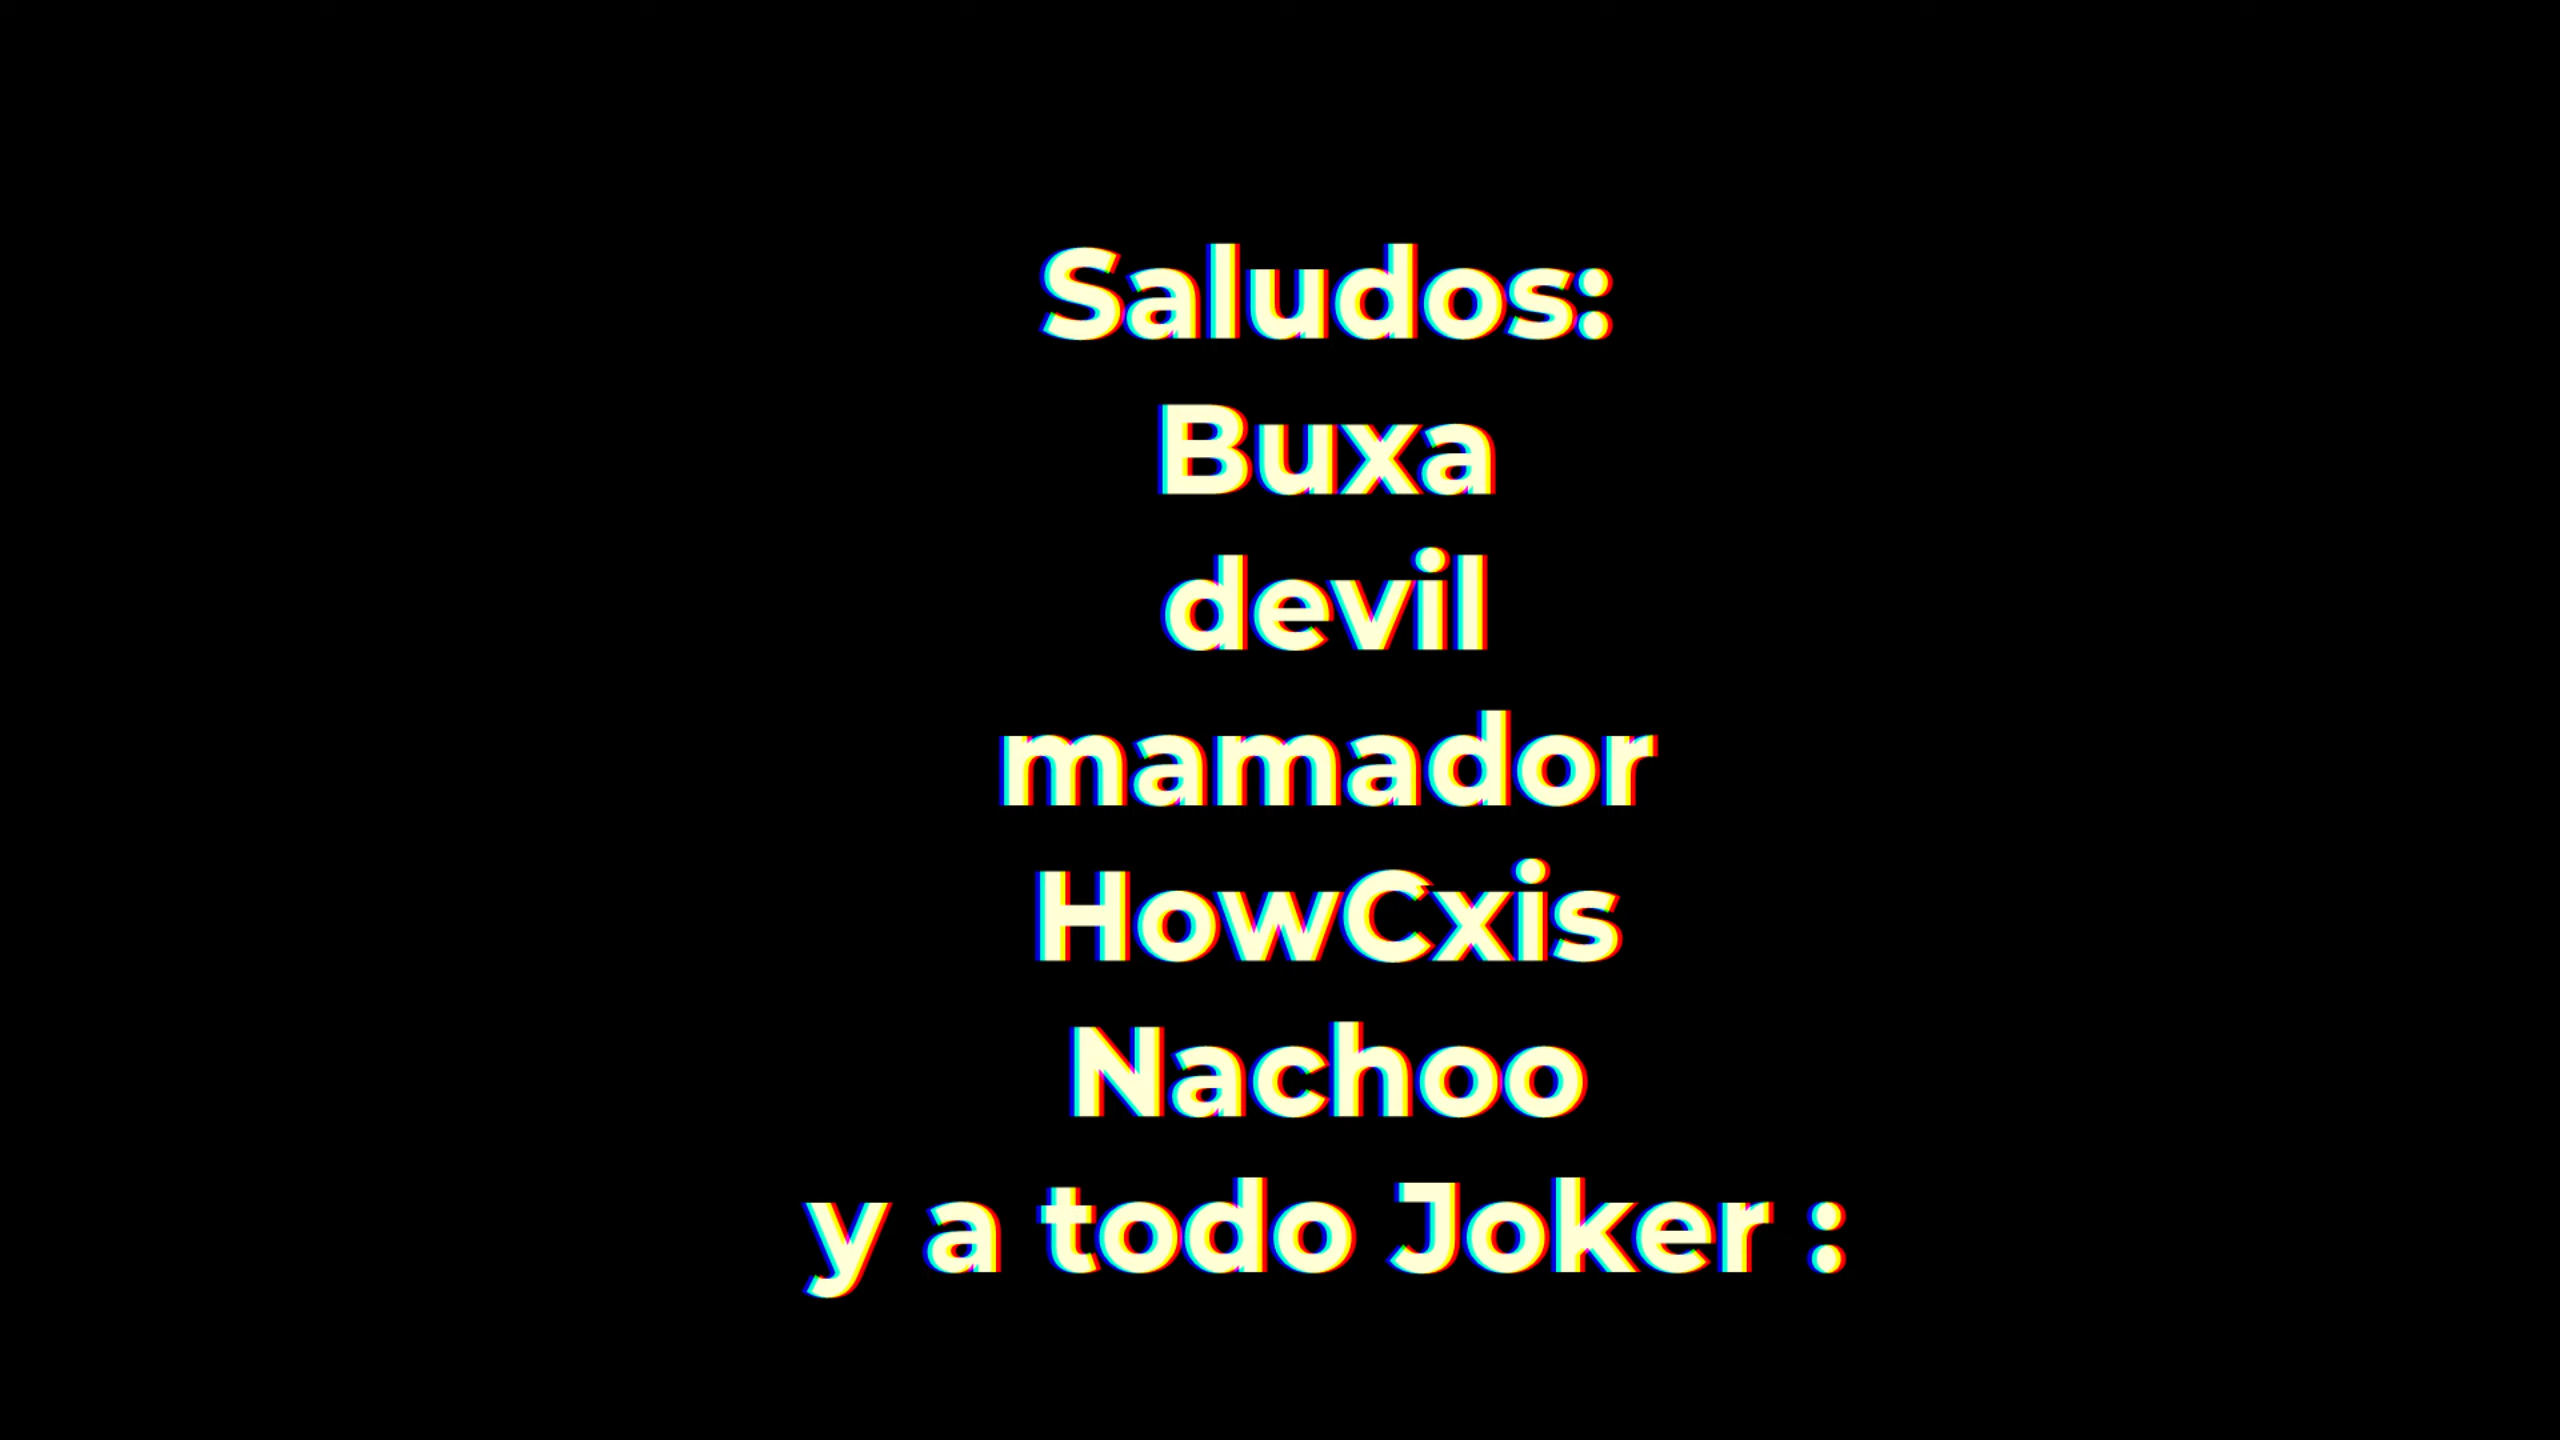 Saludos:
Buxa
devil
mamador
HowCxis
Nachoo
y a todo Joker :